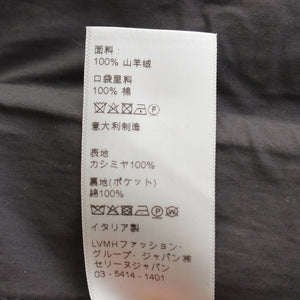 面料:
100% 山羊绒
口袋里料
100% 棉
意大利制造
表地
カシミヤ100%
裏地(ポケット)
綿100%
イタリア製
LVMHファッション・
グループ・ジャパン㈱
セリーヌジャパン
03-5414-1401